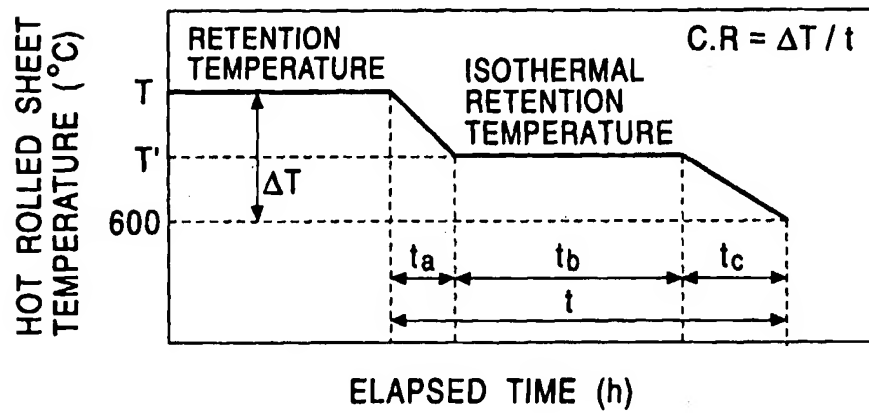 HOT ROLLED SHEET
TEMPERATURE (°C)
RETENTION
TEMPERATURE
C.R = ΔT / t
ISOTHERMAL
RETENTION
TEMPERATURE
T
T'
ΔT
600
ta
tb
tc
t
ELAPSED TIME (h)